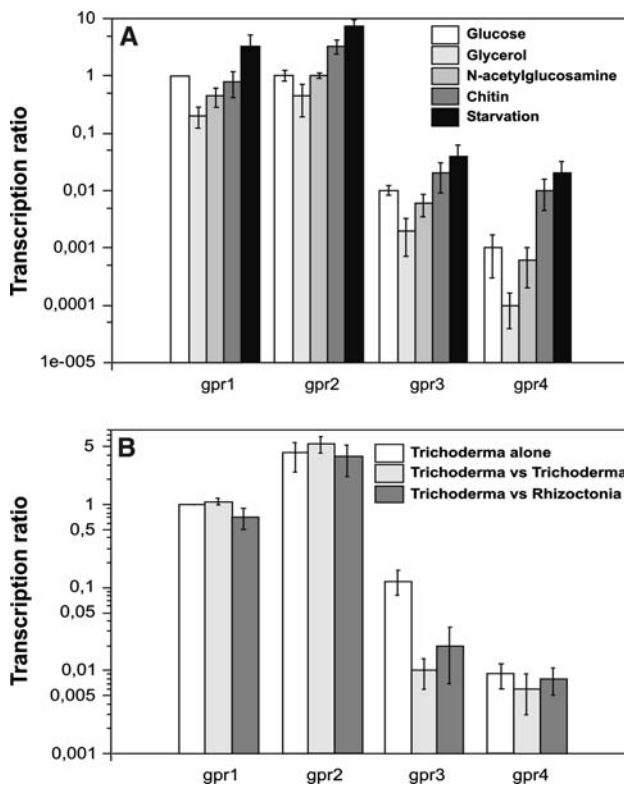 A
Transcription ratio
10
1
0,1
0,01
0,001
0,0001
1e-005
Glucose
Glycerol
N-acetylglucosamine
Chitin
Starvation
gpr1 gpr2 gpr3 gpr4
B
Transcription ratio
5
1
0,5
0,1
0,05
0,01
0,005
0,001
Trichoderma alone
Trichoderma vs Trichoderma
Trichoderma vs Rhizoctonia
gpr1 gpr2 gpr3 gpr4